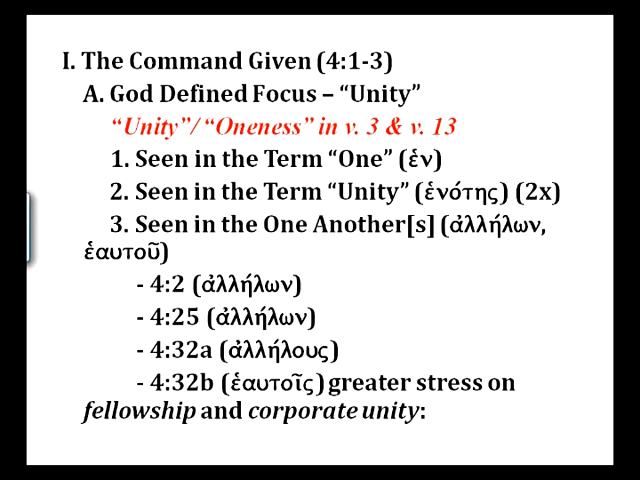 I. The Command Given (4:1-3)
A. God Defined Focus – “Unity”
“Unity”/ “Oneness” in v. 3 & v. 13
1. Seen in the Term “One” (ἑν)
2. Seen in the Term “Unity” (ἑνότης) (2x)
3. Seen in the One Another[s] (ἀλλήλων,
ἑαυτοῦ)
- 4:2 (ἀλλήλων)
- 4:25 (ἀλλήλων)
- 4:32a (ἀλλήλους)
- 4:32b (ἑαυτοῖς) greater stress on
fellowship and corporate unity: